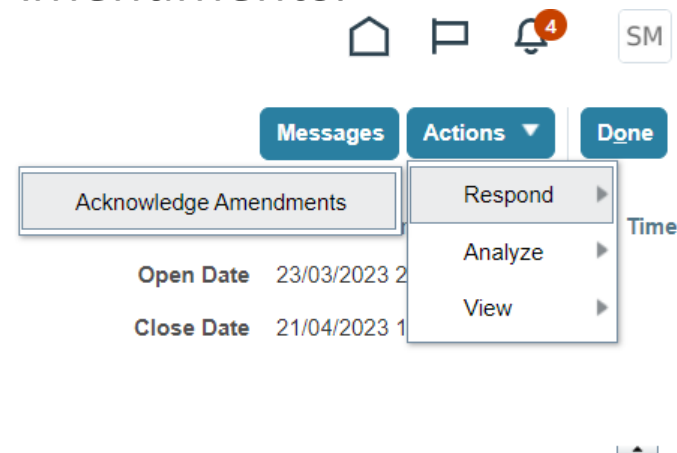 4
SM
Messages Actions Done
Acknowledge Amendments Respond
Time
Analyze
Open Date 23/03/2023 2
View
Close Date 21/04/2023 1